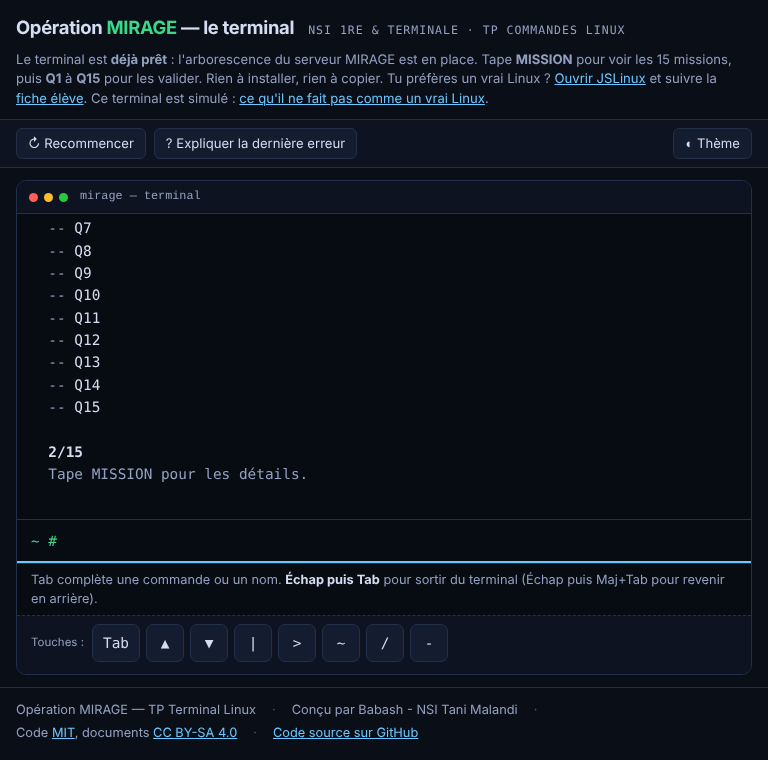 Opération MIRAGE — le terminal NSI 1RE & TERMINALE · TP COMMANDES LINUX
Le terminal est déjà prêt : l'arborescence du serveur MIRAGE est en place. Tape MISSION pour voir les 15 missions,
puis Q1 à Q15 pour les valider. Rien à installer, rien à copier. Tu préfères un vrai Linux ? Ouvrir JSLinux et suivre la
fiche élève. Ce terminal est simulé : ce qu'il ne fait pas comme un vrai Linux.
↻ Recommencer ? Expliquer la dernière erreur Thème
mirage — terminal
-- Q7
-- Q8
-- Q9
-- Q10
-- Q11
-- Q12
-- Q13
-- Q14
-- Q15
2/15
Tape MISSION pour les détails.
~ #
Tab complète une commande ou un nom. Échap puis Tab pour sortir du terminal (Échap puis Maj+Tab pour revenir
en arrière).
Touches : Tab ▲ ▼ | > ~ / -
Opération MIRAGE — TP Terminal Linux · Conçu par Babash - NSI Tani Malandi ·
Code MIT, documents CC BY-SA 4.0 · Code source sur GitHub